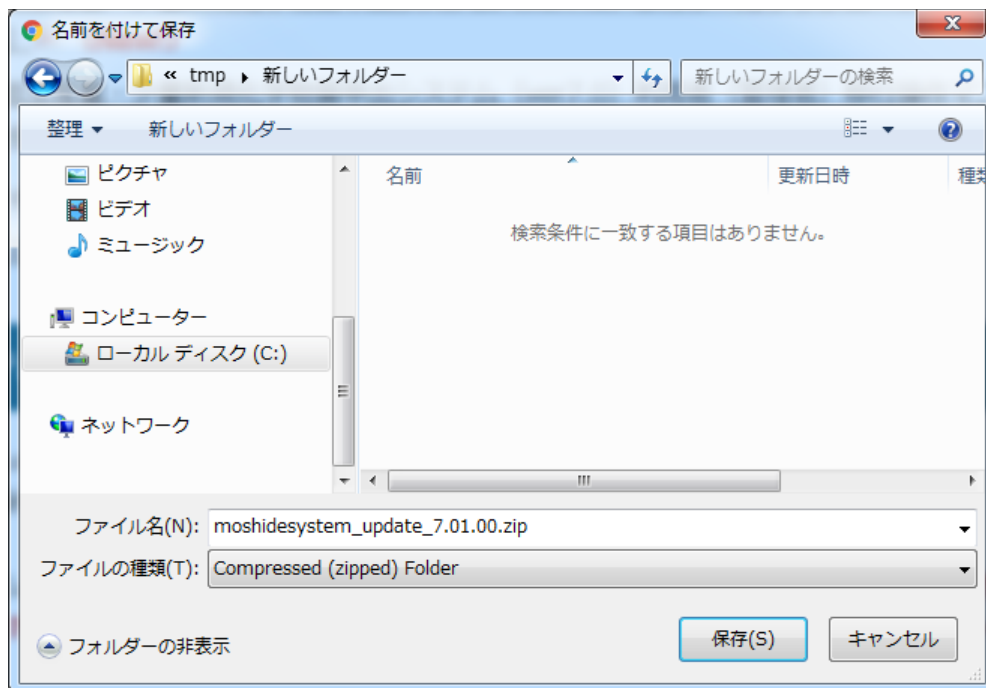 名前を付けて保存
« tmp ▸ 新しいフォルダー
新しいフォルダーの検索
整理 新しいフォルダー
ピクチャ
ビデオ
ミュージック
コンピューター
ローカル ディスク (C:)
ネットワーク
名前 更新日時 種類
検索条件に一致する項目はありません。
ファイル名(N): moshidesystem_update_7.01.00.zip
ファイルの種類(T): Compressed (zipped) Folder
フォルダーの非表示
保存(S) キャンセル